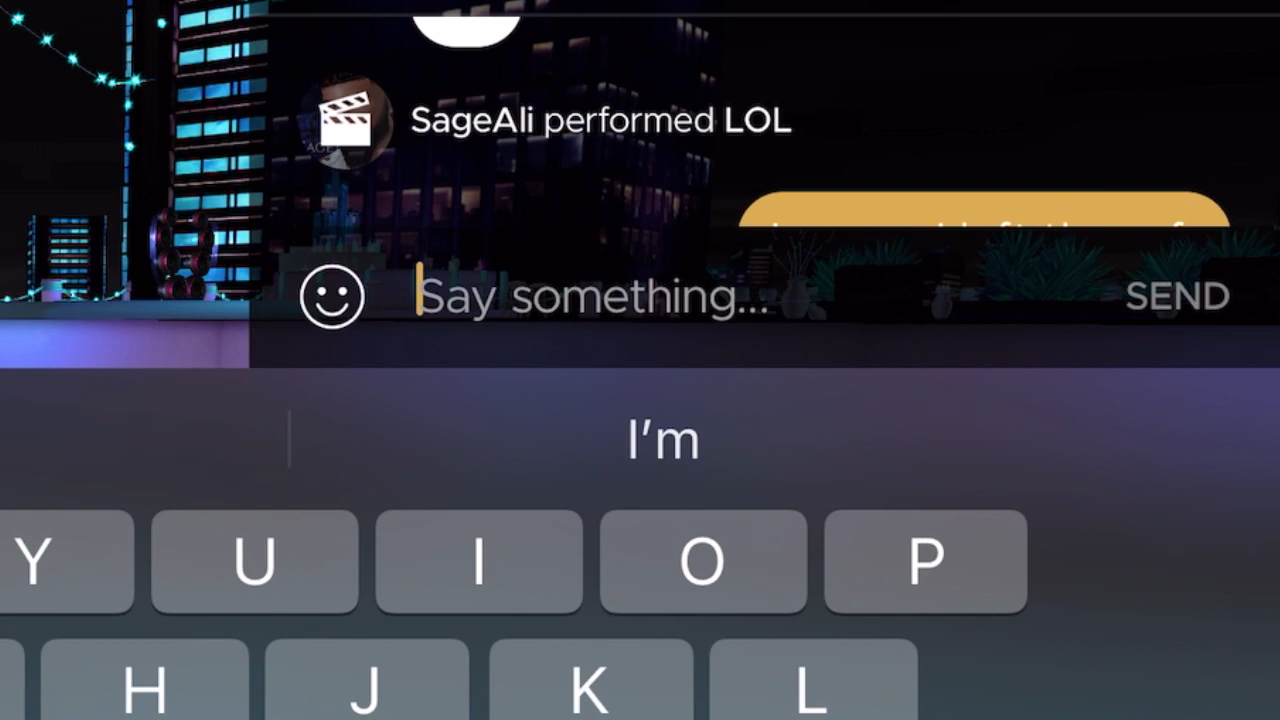 SageAli performed LOL
Say something...
SEND
I'm
Y U I O P
H J K L